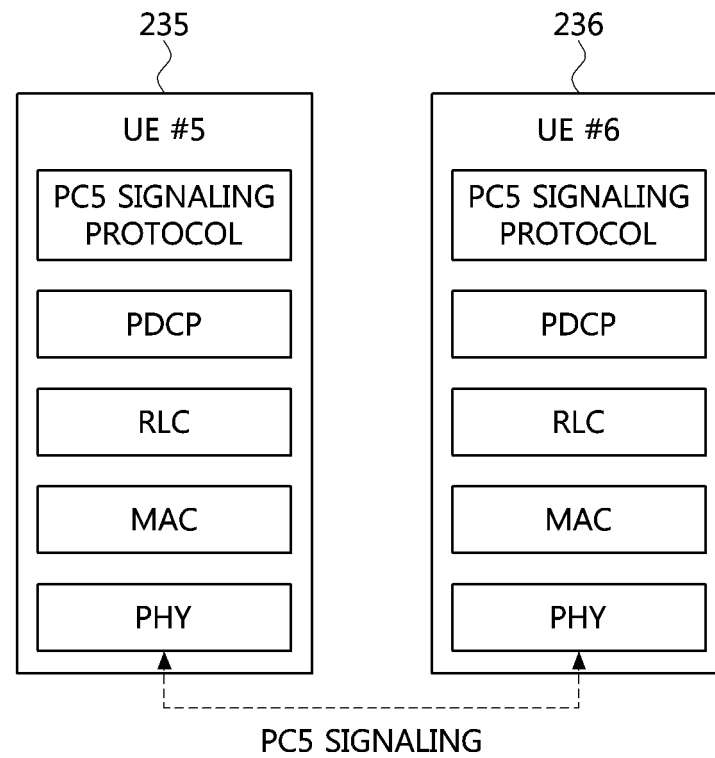 235
236
UE #5
UE #6
PC5 SIGNALING
PROTOCOL
PC5 SIGNALING
PROTOCOL
PDCP
PDCP
RLC
RLC
MAC
MAC
PHY
PHY
PC5 SIGNALING